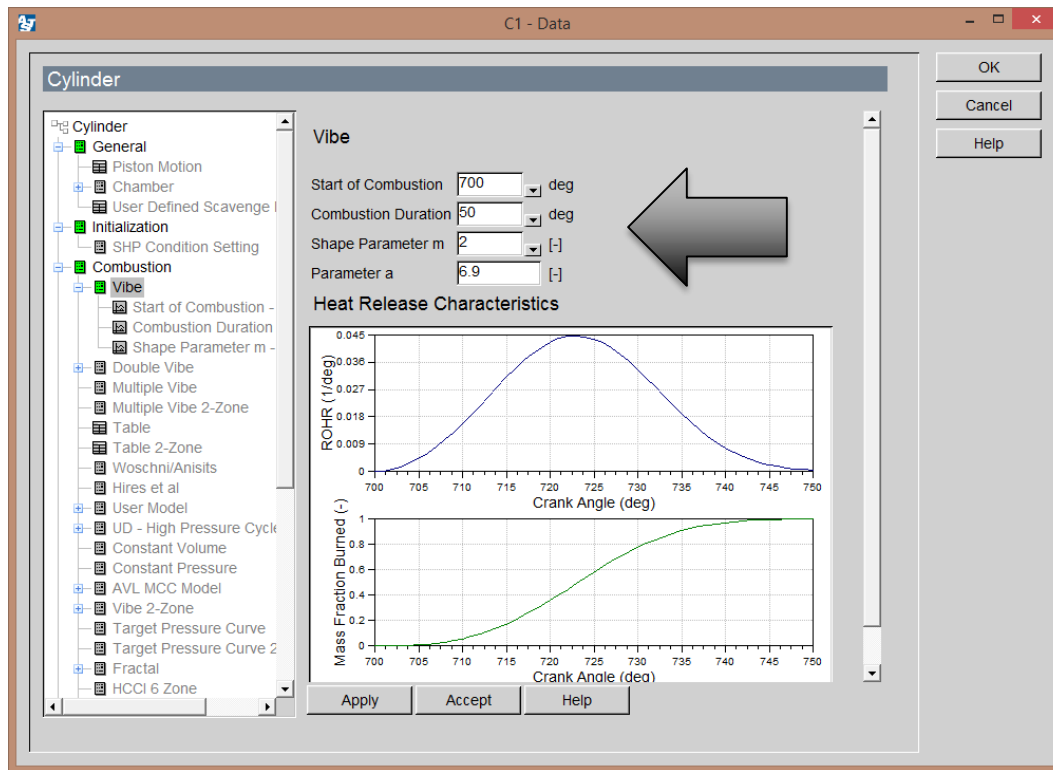 C1 - Data
OK
Cancel
Help
Cylinder
Cylinder
General
Piston Motion
Chamber
User Defined Scavenge
Initialization
SHP Condition Setting
Combustion
Vibe
Start of Combustion -
Combustion Duration
Shape Parameter m -
Double Vibe
Multiple Vibe
Multiple Vibe 2-Zone
Table
Table 2-Zone
Woschni/Anisits
Hires et al
User Model
UD - High Pressure Cycle
Constant Volume
Constant Pressure
AVL MCC Model
Vibe 2-Zone
Target Pressure Curve
Target Pressure Curve 2
Fractal
HCCI 6 Zone
Vibe
Start of Combustion 700 deg
Combustion Duration 50 deg
Shape Parameter m 2 [-]
Parameter a 6.9 [-]
Heat Release Characteristics
ROHR (1/deg)
0.045
0.036
0.027
0.018
0.009
0
700 705 710 715 720 725 730 735 740 745 750
Crank Angle (deg)
Mass Fraction Burned (-)
1
0.8
0.6
0.4
0.2
0
700 705 710 715 720 725 730 735 740 745 750
Crank Angle (deg)
Apply Accept Help